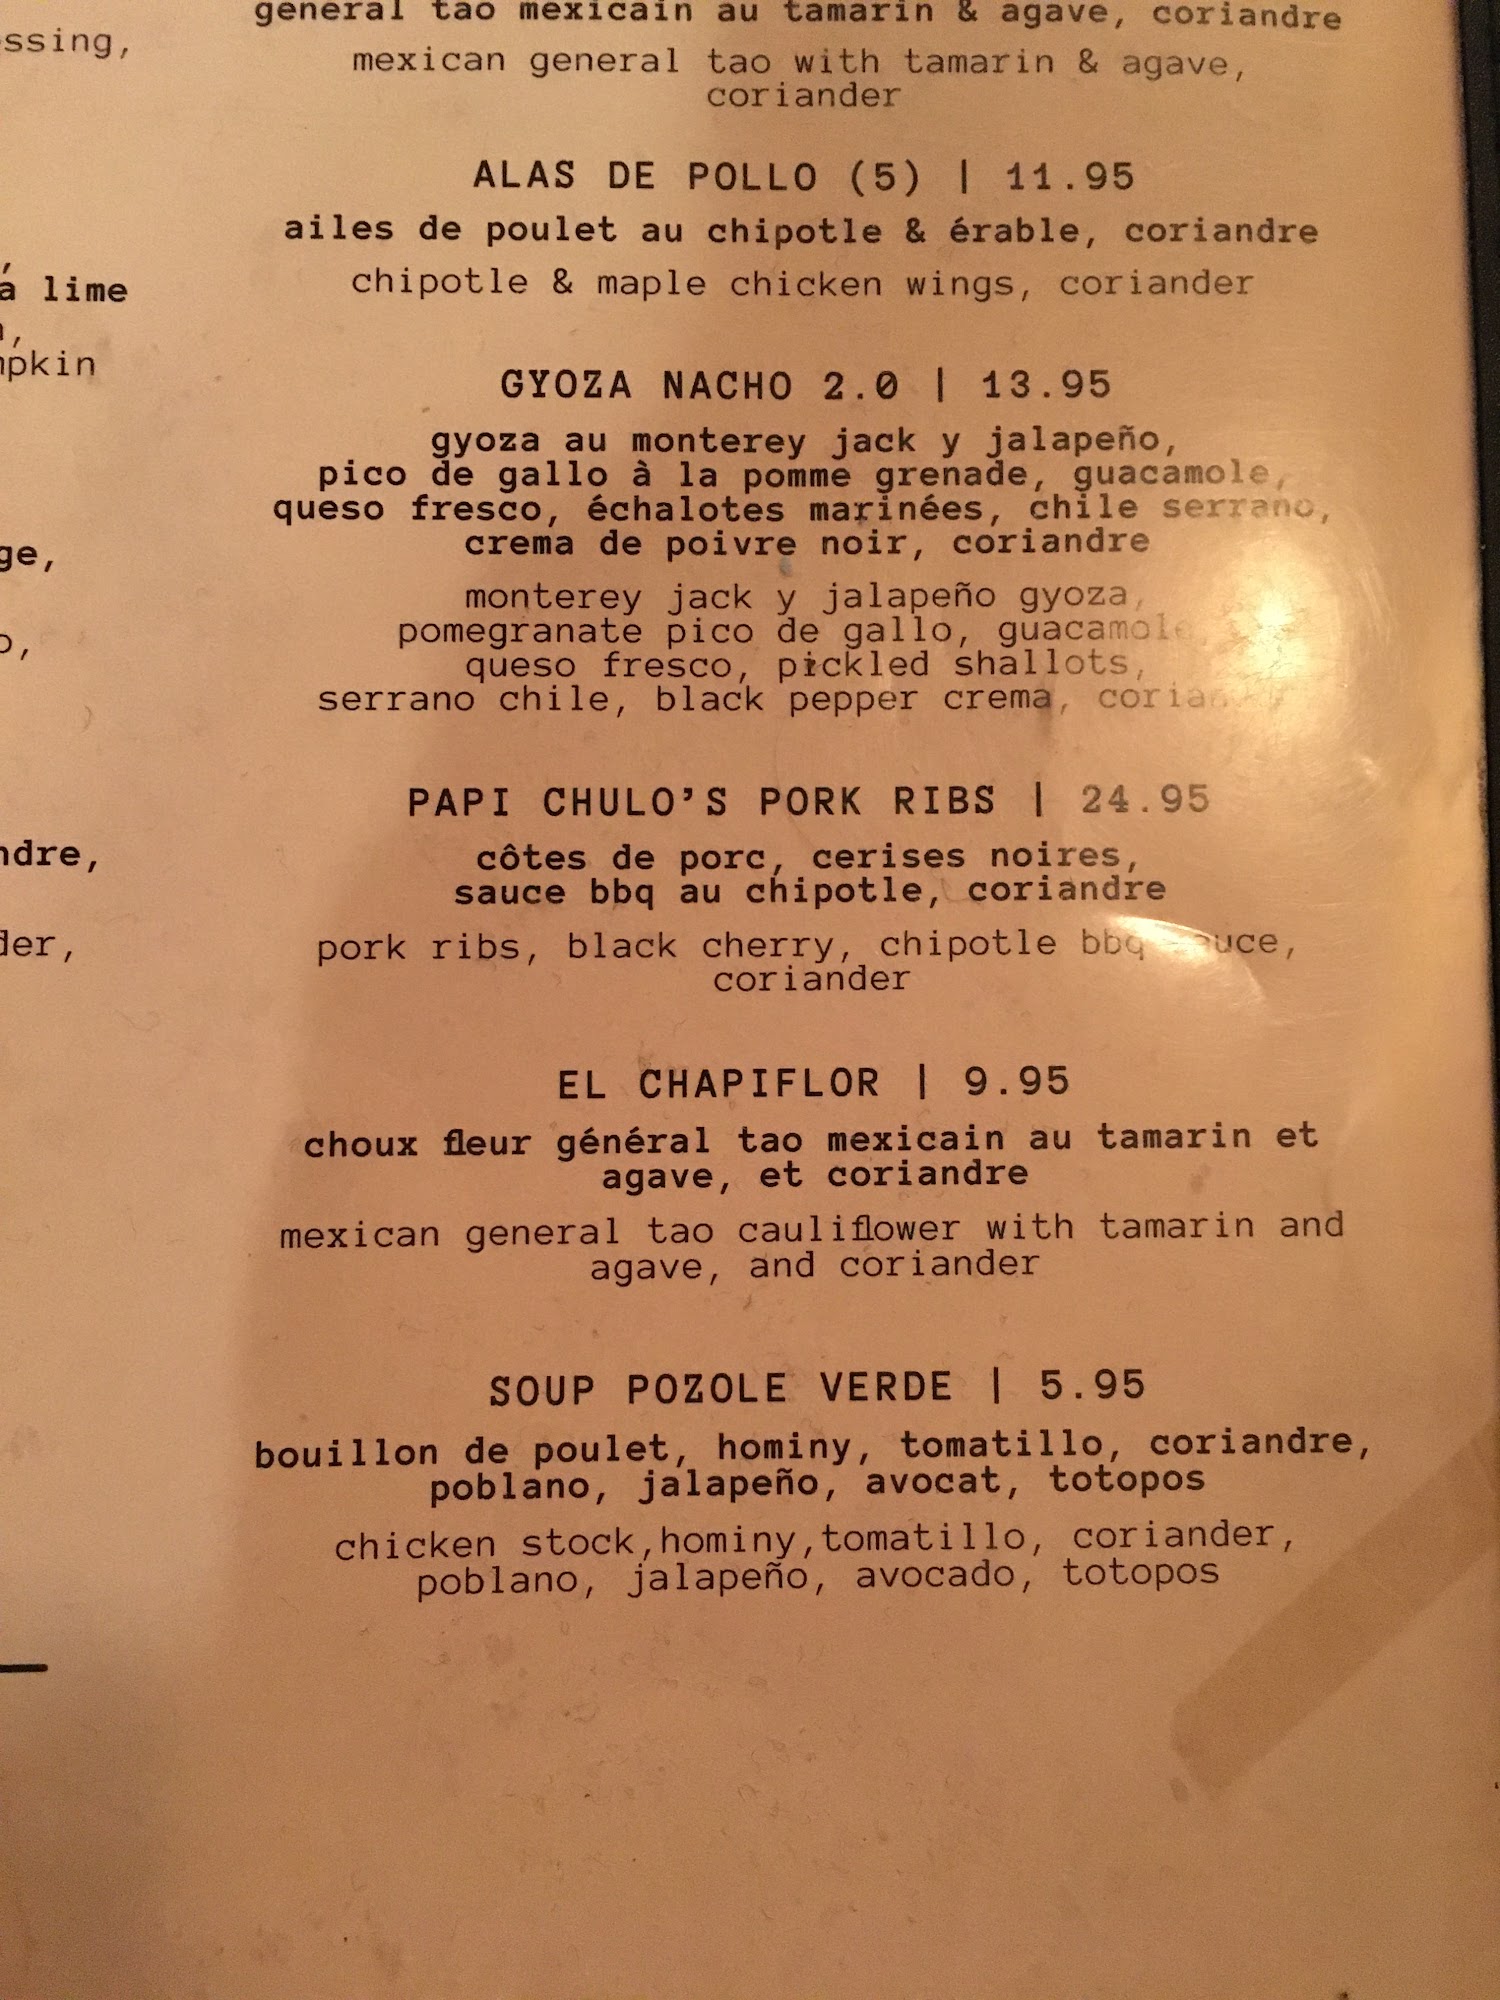 ssing,
a lime
mpkin
ge,
o,
ndre,
der,
general tao mexicain au tamarin & agave, coriandre
mexican general tao with tamarin & agave,
coriander
ALAS DE POLLO (5) | 11.95
ailes de poulet au chipotle & érable, coriandre
chipotle & maple chicken wings, coriander
GYOZA NACHO 2.0 | 13.95
gyoza au monterey jack y jalapeño,
pico de gallo à la pomme grenade, guacamole,
queso fresco, échalotes marinées, chile serrano,
crema de poivre noir, coriandre
monterey jack y jalapeño gyoza,
pomegranate pico de gallo, guacamole,
queso fresco, pickled shallots,
serrano chile, black pepper crema, corian
PAPI CHULO'S PORK RIBS | 24.95
côtes de porc, cerises noires,
sauce bbq au chipotle, coriandre
pork ribs, black cherry, chipotle bbq sauce,
coriander
EL CHAPIFLOR | 9.95
choux fleur général tao mexicain au tamarin et
agave, et coriandre
mexican general tao cauliflower with tamarin and
agave, and coriander
SOUP POZOLE VERDE | 5.95
bouillon de poulet, hominy, tomatillo, coriandre,
poblano, jalapeño, avocat, totopos
chicken stock,hominy,tomatillo, coriander,
poblano, jalapeño, avocado, totopos